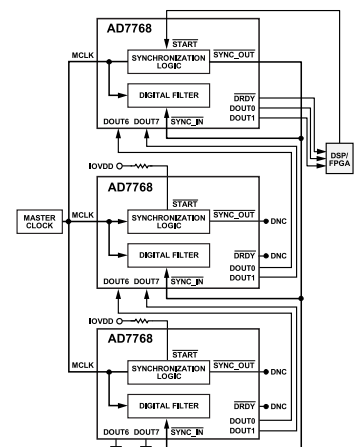 AD7768
MCLK
START
SYNCHRONIZATION
LOGIC
SYNC_OUT
DIGITAL FILTER
DRDY
DOUT0
DOUT1
DOUT6 DOUT7 SYNC_IN
DSP/
FPGA
IOVDD
AD7768
START
MASTER
CLOCK
MCLK
SYNCHRONIZATION
LOGIC
SYNC_OUT
DNC
DIGITAL FILTER
DRDY
DNC
DOUT0
DOUT1
DOUT6 DOUT7 SYNC_IN
IOVDD
AD7768
START
MCLK
SYNCHRONIZATION
LOGIC
SYNC_OUT
DNC
DIGITAL FILTER
DRDY
DNC
DOUT0
DOUT1
DOUT6 DOUT7 SYNC_IN